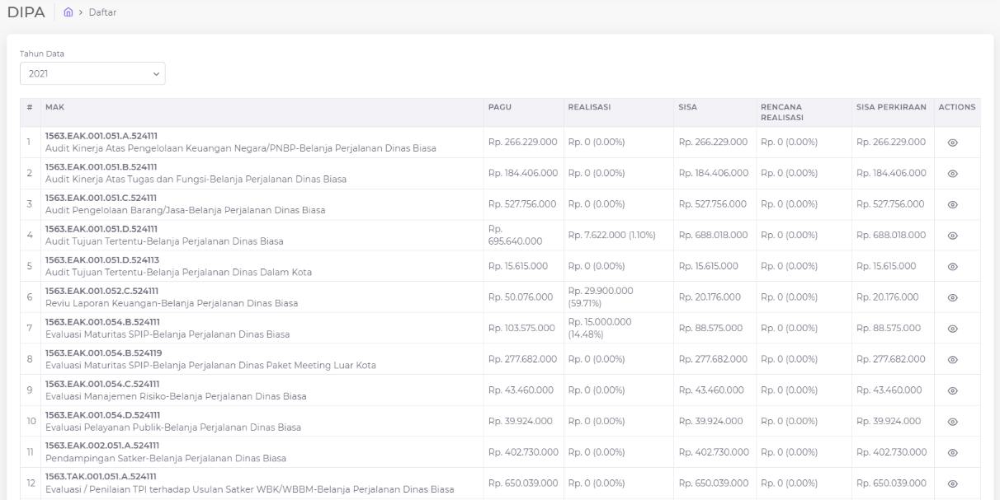 DIPA > Daftar
Tahun Data
2021
# MAK PAGU REALISASI SISA RENCANA REALISASI SISA PERKIRAAN ACTIONS
1 1563.EAK.001.051.A.524111
Audit Kinerja Atas Pengelolaan Keuangan Negara/PNBP-Belanja Perjalanan Dinas Biasa
Rp. 266.229.000 Rp. 0 (0.00%) Rp. 266.229.000 Rp. 0 (0.00%) Rp. 266.229.000
2 1563.EAK.001.051.B.524111
Audit Kinerja Atas Tugas dan Fungsi-Belanja Perjalanan Dinas Biasa
Rp. 184.406.000 Rp. 0 (0.00%) Rp. 184.406.000 Rp. 0 (0.00%) Rp. 184.406.000
3 1563.EAK.001.051.C.524111
Audit Pengelolaan Barang/Jasa-Belanja Perjalanan Dinas Biasa
Rp. 527.756.000 Rp. 0 (0.00%) Rp. 527.756.000 Rp. 0 (0.00%) Rp. 527.756.000
4 1563.EAK.001.051.D.524111
Audit Tujuan Tertentu-Belanja Perjalanan Dinas Biasa
Rp. 695.640.000 Rp. 7.622.000 (1.10%) Rp. 688.018.000 Rp. 0 (0.00%) Rp. 688.018.000
5 1563.EAK.001.051.D.524113
Audit Tujuan Tertentu-Belanja Perjalanan Dinas Dalam Kota
Rp. 15.615.000 Rp. 0 (0.00%) Rp. 15.615.000 Rp. 0 (0.00%) Rp. 15.615.000
6 1563.EAK.001.052.C.524111
Reviu Laporan Keuangan-Belanja Perjalanan Dinas Biasa
Rp. 50.076.000 Rp. 29.900.000 (59.71%) Rp. 20.176.000 Rp. 0 (0.00%) Rp. 20.176.000
7 1563.EAK.001.054.B.524111
Evaluasi Maturitas SPIP-Belanja Perjalanan Dinas Biasa
Rp. 103.575.000 Rp. 15.000.000 (14.48%) Rp. 88.575.000 Rp. 0 (0.00%) Rp. 88.575.000
8 1563.EAK.001.054.B.524119
Evaluasi Maturitas SPIP-Belanja Perjalanan Dinas Paket Meeting Luar Kota
Rp. 277.682.000 Rp. 0 (0.00%) Rp. 277.682.000 Rp. 0 (0.00%) Rp. 277.682.000
9 1563.EAK.001.054.C.524111
Evaluasi Manajemen Risiko-Belanja Perjalanan Dinas Biasa
Rp. 43.460.000 Rp. 0 (0.00%) Rp. 43.460.000 Rp. 0 (0.00%) Rp. 43.460.000
10 1563.EAK.001.054.D.524111
Evaluasi Pelayanan Publik-Belanja Perjalanan Dinas Biasa
Rp. 39.924.000 Rp. 0 (0.00%) Rp. 39.924.000 Rp. 0 (0.00%) Rp. 39.924.000
11 1563.EAK.002.051.A.524111
Pendampingan Satker-Belanja Perjalanan Dinas Biasa
Rp. 402.730.000 Rp. 0 (0.00%) Rp. 402.730.000 Rp. 0 (0.00%) Rp. 402.730.000
12 1563.TAK.001.051.A.524111
Evaluasi / Penilaian TPI terhadap Usulan Satker WBK/WBBM-Belanja Perjalanan Dinas Biasa
Rp. 650.039.000 Rp. 0 (0.00%) Rp. 650.039.000 Rp. 0 (0.00%) Rp. 650.039.000